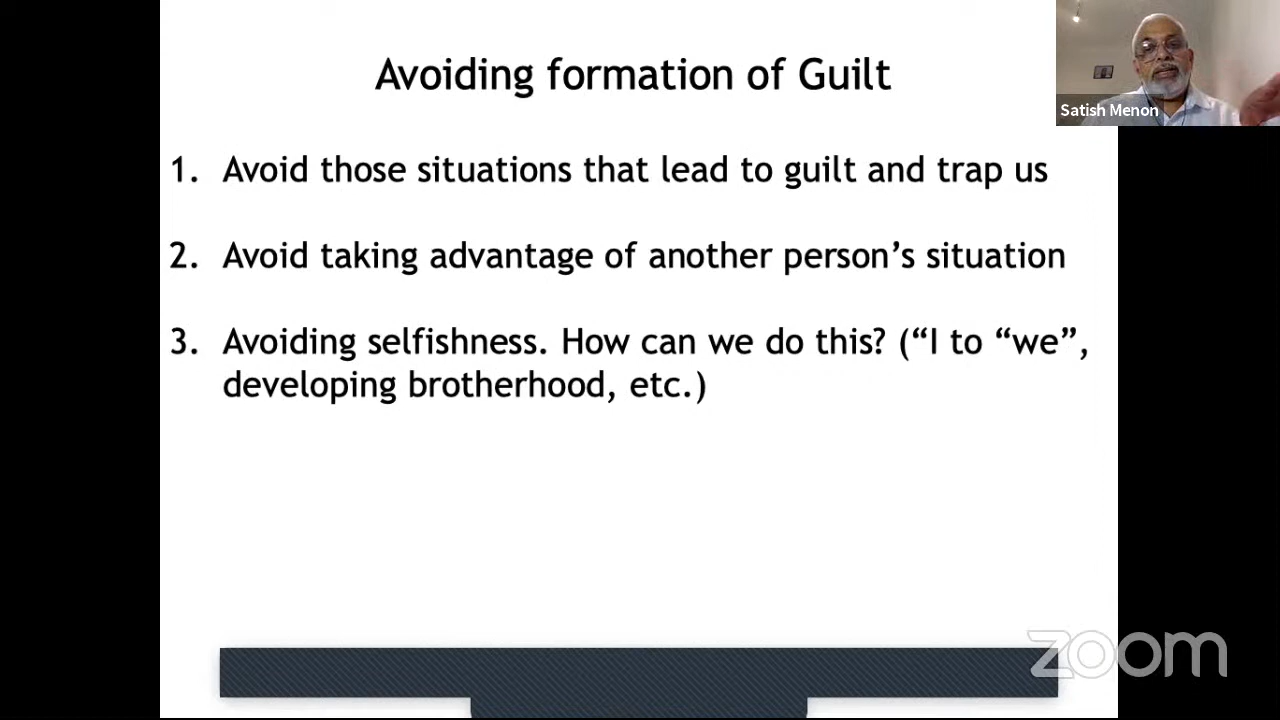 Avoiding formation of Guilt
Satish Menon
1. Avoid those situations that lead to guilt and trap us
2. Avoid taking advantage of another person’s situation
3. Avoiding selfishness. How can we do this? (“I to “we”,
developing brotherhood, etc.)
zoom